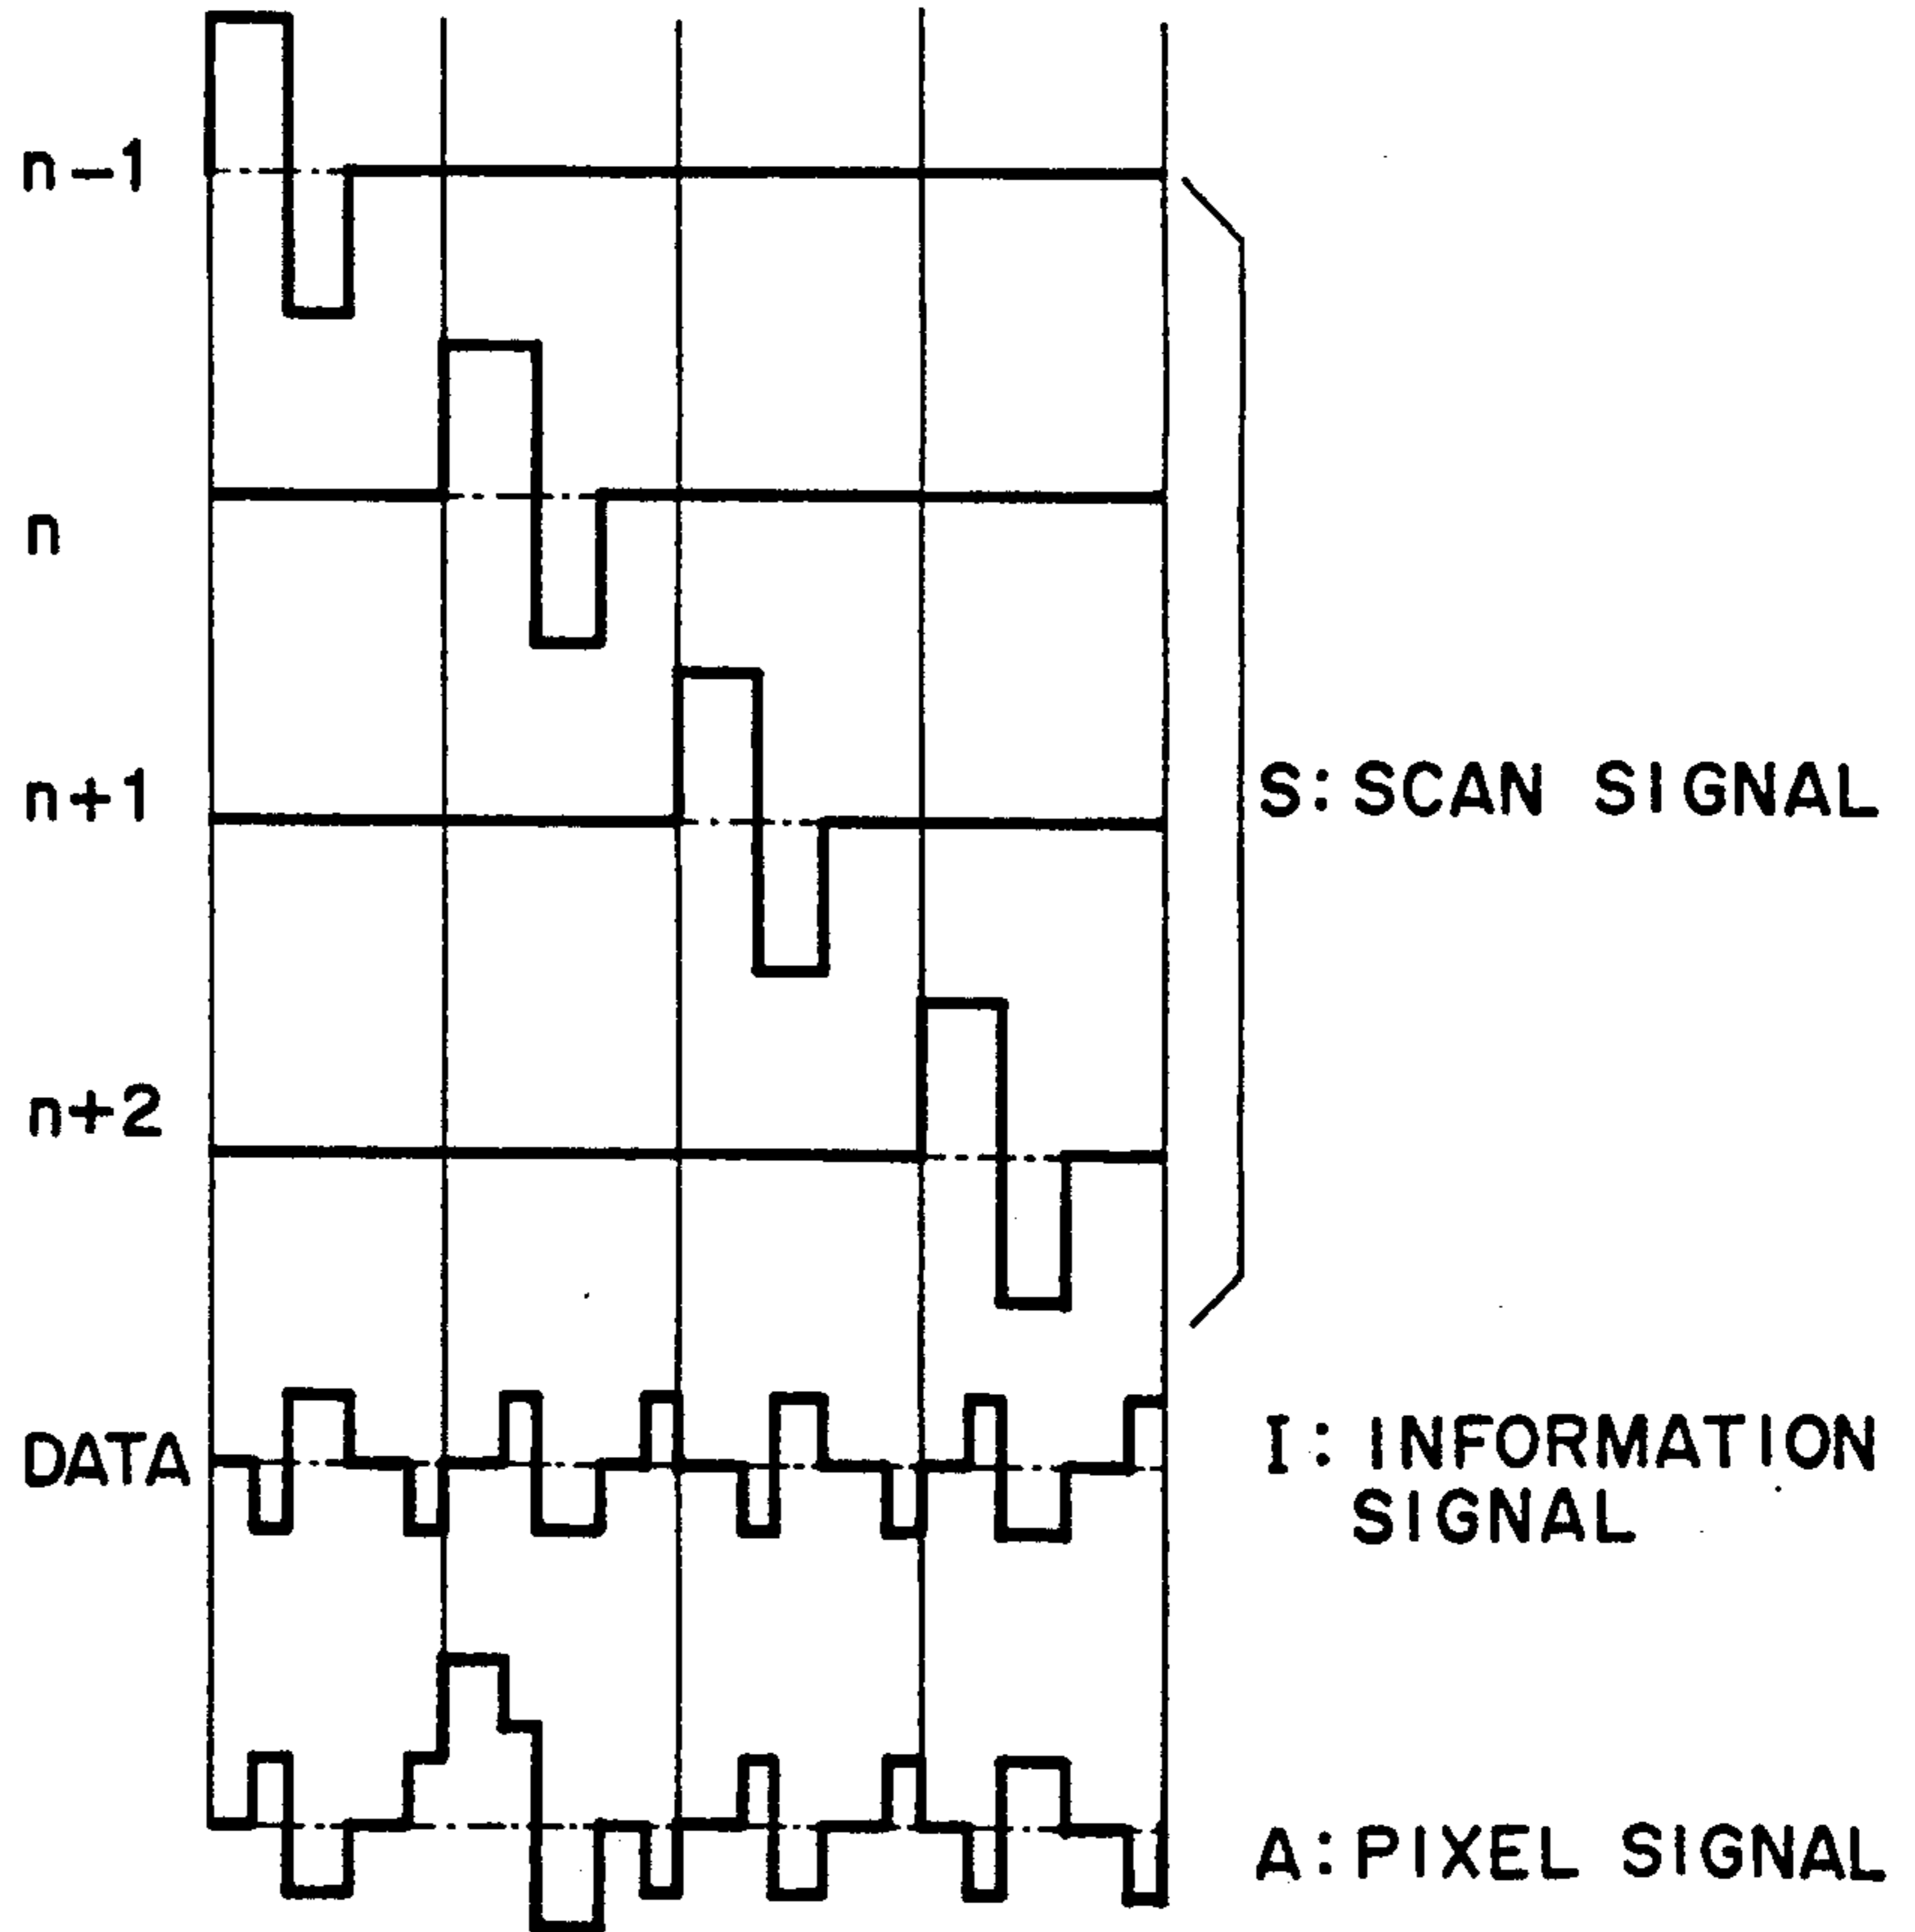 n-1
n
n+1
S: SCAN SIGNAL
n+2
DATA
I: INFORMATION
SIGNAL
A: PIXEL SIGNAL